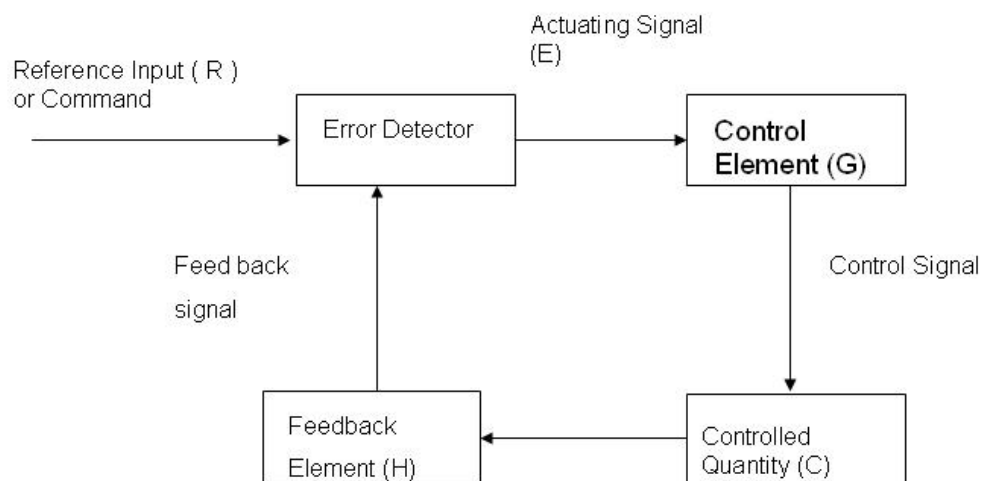 Actuating Signal
(E)
Reference Input ( R )
or Command
Error Detector
Control
Element (G)
Feed back
signal
Control Signal
Feedback
Element (H)
Controlled
Quantity (C)